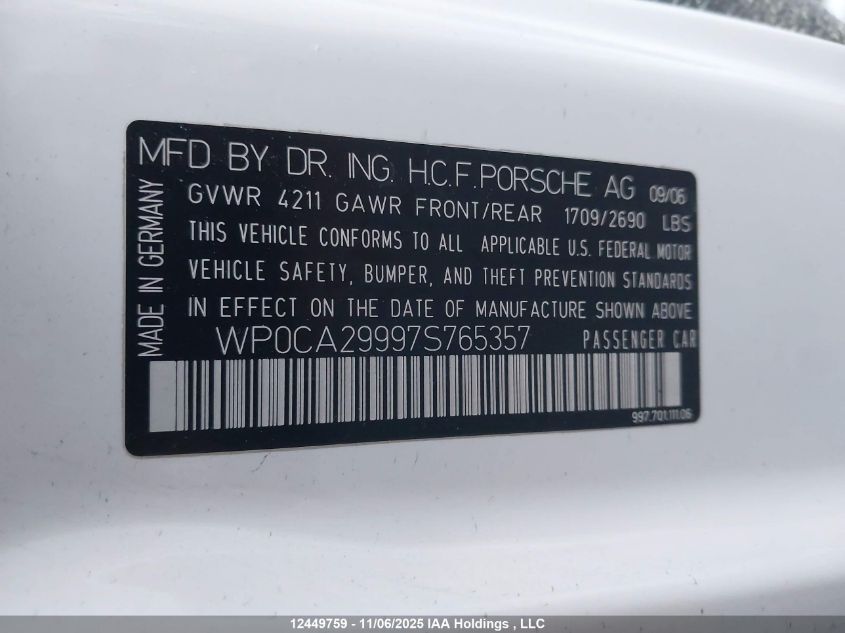 MFD BY DR. ING. H.C.F. PORSCHE AG 09/06
GVWR 4211 GAWR FRONT/REAR 1709/2690 LBS
THIS VEHICLE CONFORMS TO ALL APPLICABLE U.S. FEDERAL MOTOR
VEHICLE SAFETY, BUMPER, AND THEFT PREVENTION STANDARDS
IN EFFECT ON THE DATE OF MANUFACTURE SHOWN ABOVE
WP0CA29997S765357 PASSENGER CAR
997.701.111.06
MADE IN GERMANY
12449759 - 11/06/2025 IAA Holdings , LLC